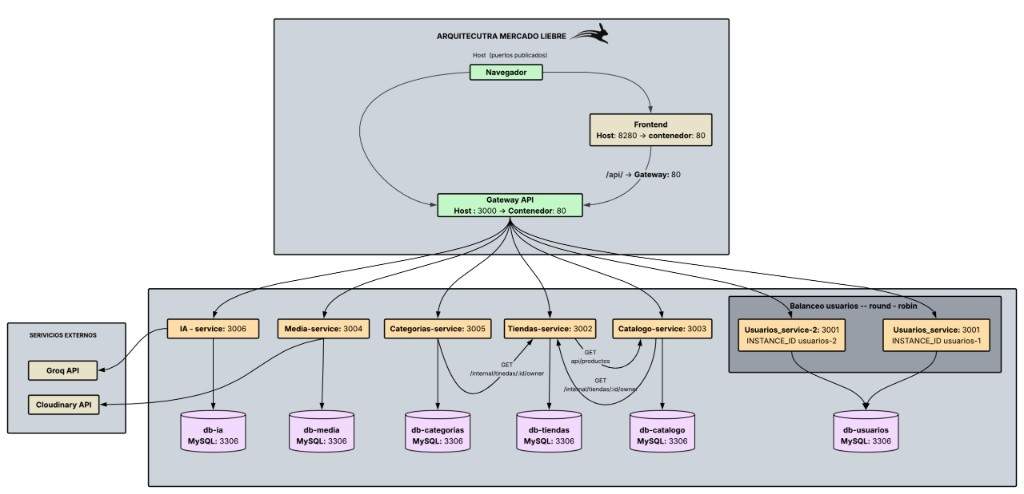 ARQUITECUTRA MERCADO LIEBRE
Host (puertos publicados)
Navegador
Frontend
Host: 8280 → contenedor: 80
/api/ → Gateway: 80
Gateway API
Host : 3000 → Contenedor: 80
Balanceo usuarios -- round - robin
IA - service: 3006
Media-service: 3004
Categorias-service: 3005
Tiendas-service: 3002
Catalogo-service: 3003
Usuarios_service-2: 3001
INSTANCE_ID usuarios-2
Usuarios_service: 3001
INSTANCE_ID usuarios-1
SERIVICIOS EXTERNOS
Groq API
Cloudinary API
GET
/internal/tinedas/:id/owner
GET
api/productos
GET
/internal/tiendas/:id/owner
db-ia
MySQL: 3306
db-media
MySQL: 3306
db-categorias
MySQL: 3306
db-tiendas
MySQL: 3306
db-catalogo
MySQL: 3306
db-usuarios
MySQL: 3306